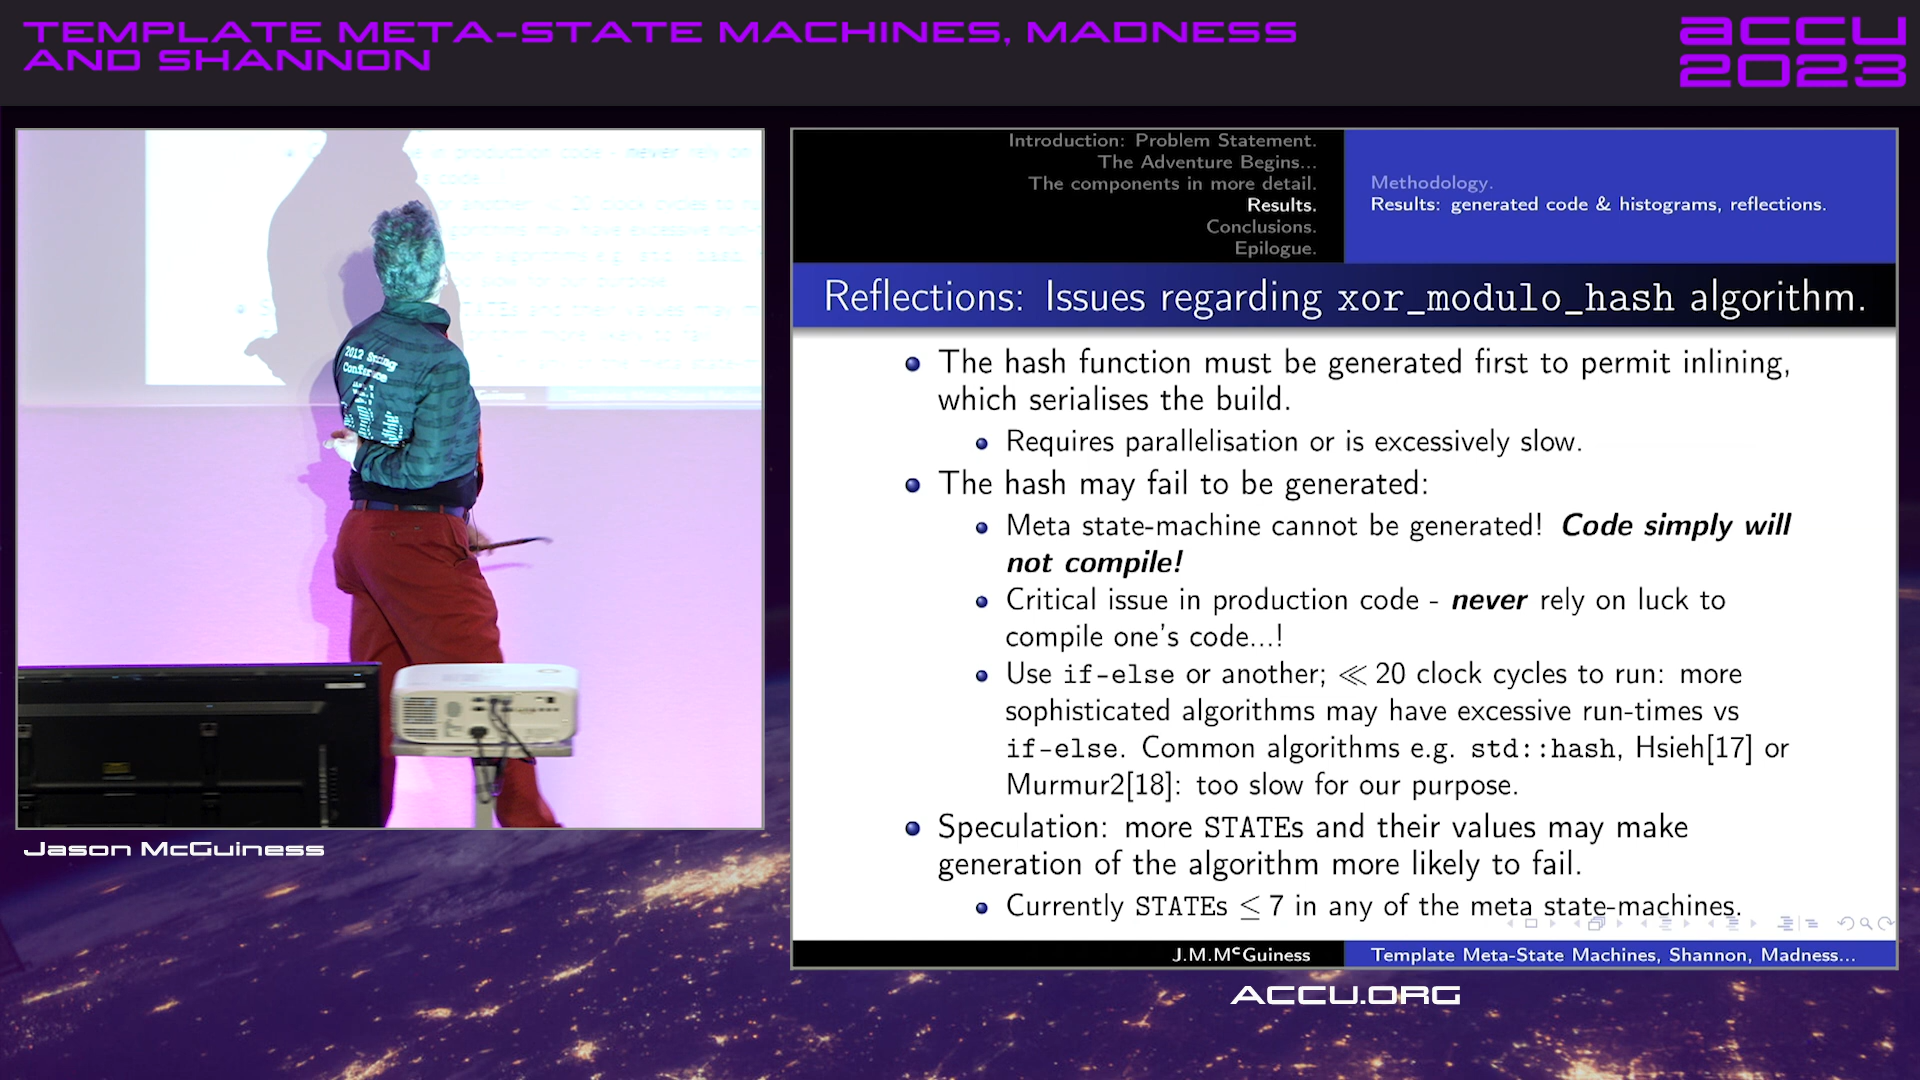 TEMPLATE META-STATE MACHINES, MADNESS
AND SHANNON
ACCU
2023
2012 Spring
Conference
Jason McGuiness
Introduction: Problem Statement.
The Adventure Begins...
The components in more detail.
Results.
Conclusions.
Epilogue.
Methodology.
Results: generated code & histograms, reflections.
Reflections: Issues regarding xor_modulo_hash algorithm.
The hash function must be generated first to permit inlining,
which serialises the build.
Requires parallelisation or is excessively slow.
The hash may fail to be generated:
Meta state-machine cannot be generated! Code simply will
not compile!
Critical issue in production code - never rely on luck to
compile one's code...!
Use if-else or another; ≪ 20 clock cycles to run: more
sophisticated algorithms may have excessive run-times vs
if-else. Common algorithms e.g. std::hash, Hsieh[17] or
Murmur2[18]: too slow for our purpose.
Speculation: more STATEs and their values may make
generation of the algorithm more likely to fail.
Currently STATEs ≤ 7 in any of the meta state-machines.
J.M.McGuiness
Template Meta-State Machines, Shannon, Madness...
ACCU.ORG